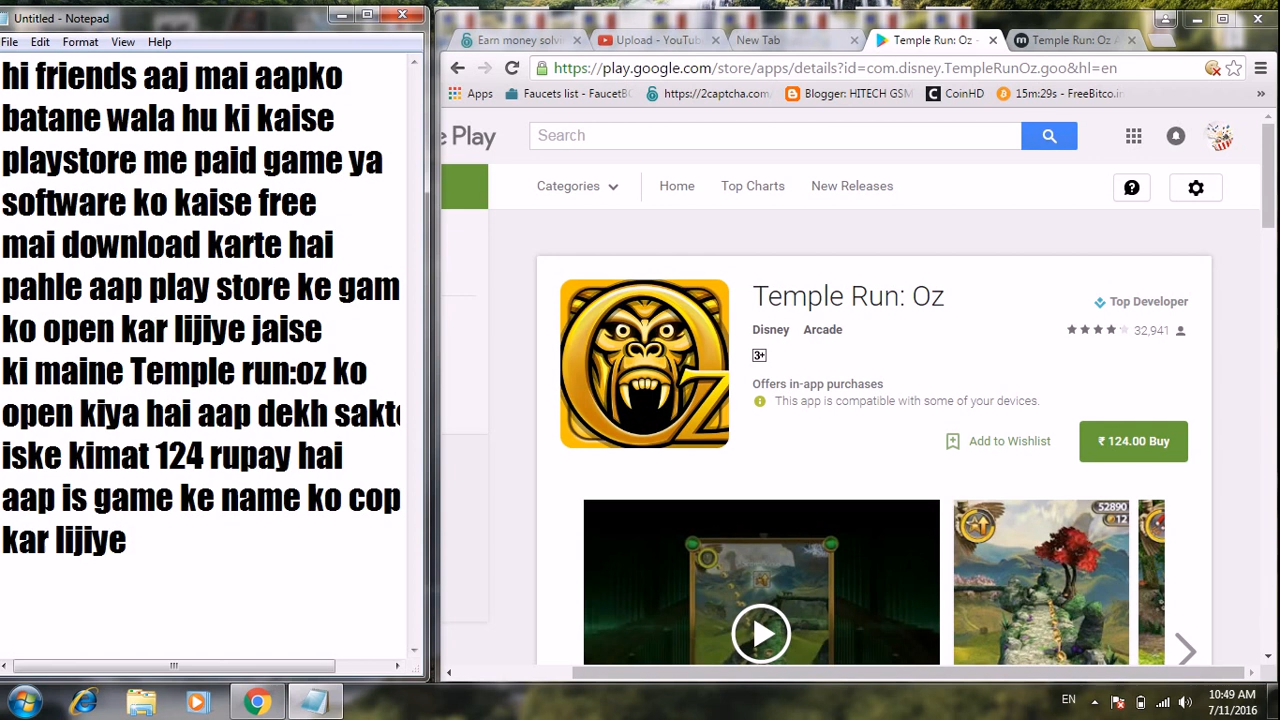 Untitled - Notepad
File Edit Format View Help
hi friends aaj mai aapko
batane wala hu ki kaise
playstore me paid game ya
software ko kaise free
mai download karte hai
pahle aap play store ke gam
ko open kar lijiye jaise
ki maine Temple run:oz ko
open kiya hai aap dekh sakt
iske kimat 124 rupay hai
aap is game ke name ko cop
kar lijiye
Earn money solv
Upload - YouTub
New Tab
Temple Run: Oz -
Temple Run: Oz A
https://play.google.com/store/apps/details?id=com.disney.TempleRunOz.goo&hl=en
Apps
Faucets list - FaucetBO
https://2captcha.com/
Blogger: HITECH GSM
CoinHD
15m:29s - FreeBitco.in
»
e Play
Search
Categories
Home
Top Charts
New Releases
Temple Run: Oz
Top Developer
Disney Arcade
32,941
3+
Offers in-app purchases
This app is compatible with some of your devices.
Add to Wishlist
₹ 124.00 Buy
52890
12
EN
10:49 AM
7/11/2016